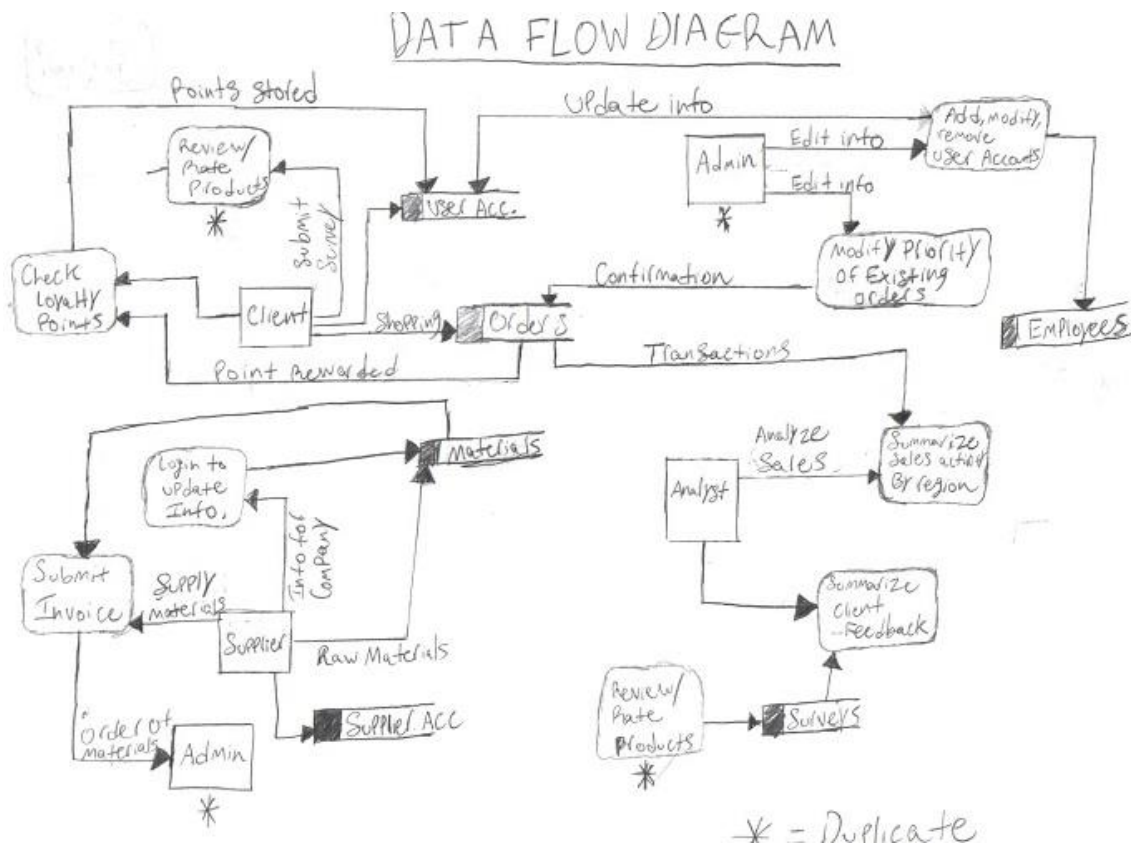 DATA FLOW DIAGRAM
Points stored
Update info
Review/
Rate
Products
*
Submit
Survey
User Acc.
Admin
*
Edit info
Edit info
Add, modify,
remove
User Accounts
Check
Loyalty
Points
Client
Shopping
Orders
Confirmation
Modify Priority
Of Existing
Orders
Employees
Point Rewarded
Transactions
Materials
Login to
update
Info.
Info for
Company
Analyze
Sales
Analyst
Summarize
Sales activity
By region
Submit
Invoice
Supply
Materials
Supplier
Raw Materials
Summarize
Client
Feedback
Supplier ACC
Order of
materials
Admin
*
Review/
Rate
products
*
Surveys
* = Duplicate